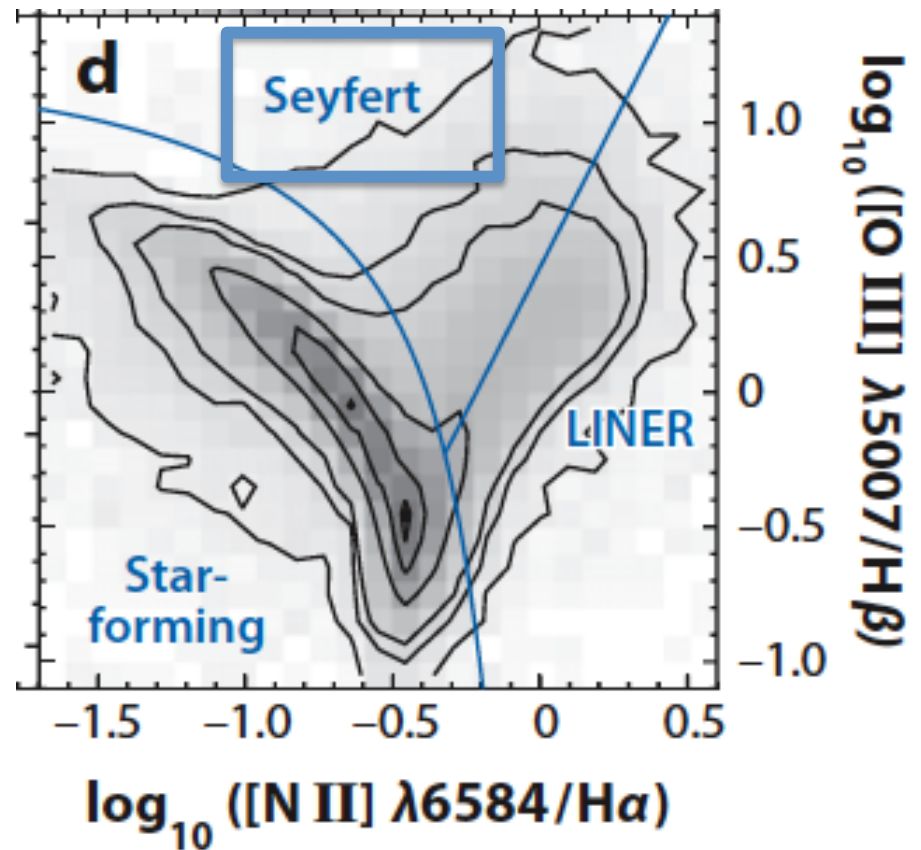 d
Seyfert
LINER
Star-
forming
1.0
0.5
0
−0.5
−1.0
log10 ([O III] λ5007/Hβ)
−1.5 −1.0 −0.5 0 0.5
log10 ([N II] λ6584/Hα)